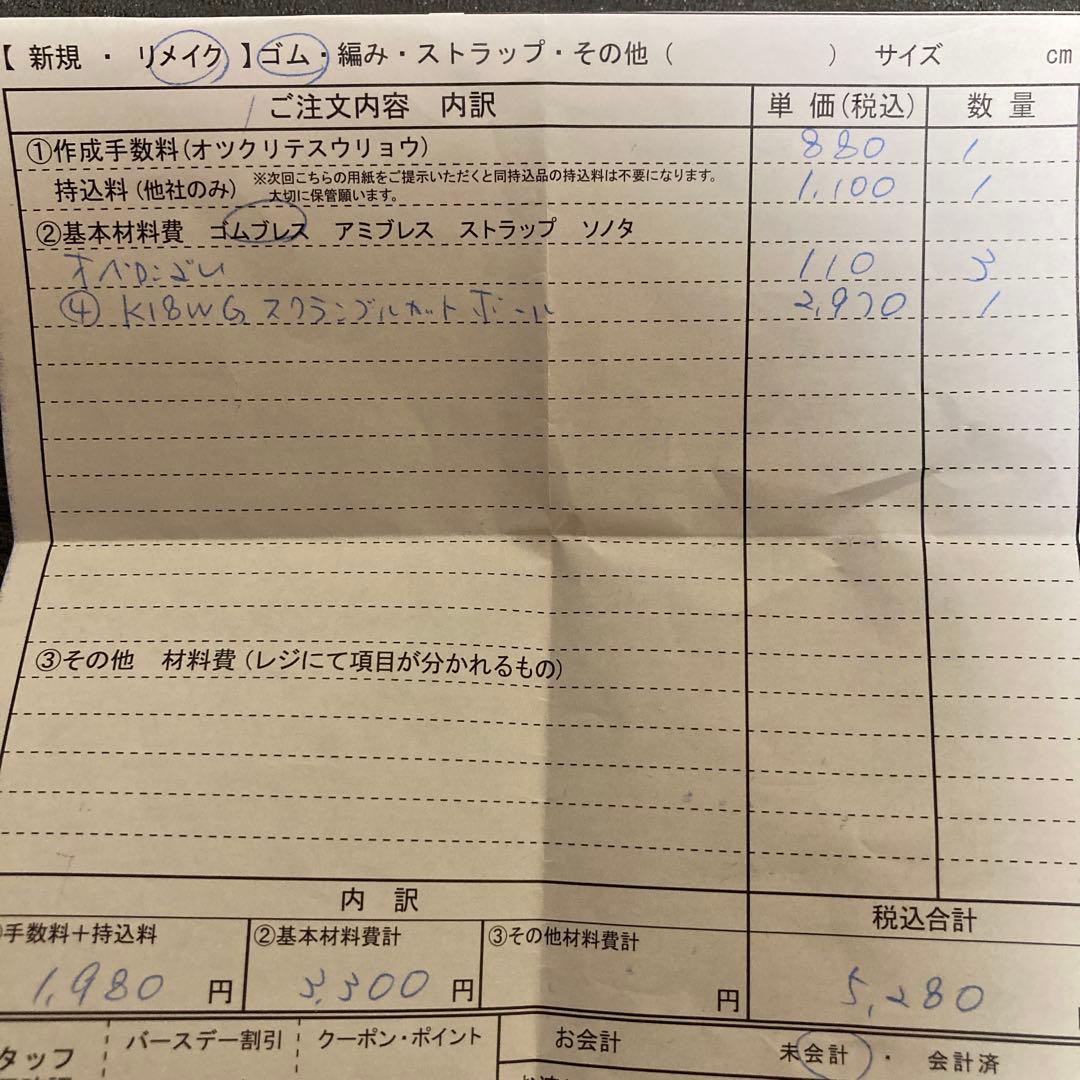 【 新規 ・ リメイク 】ゴム・編み・ストラップ・その他（ ） サイズ cm
ご注文内容 内訳 単価(税込) 数量
①作成手数料(オツクリテスウリョウ) 880 1
持込料(他社のみ) ※次回こちらの用紙をご提示いただくと同持込品の持込料は不要になります。 1,100 1
大切に保管願います。
②基本材料費 ゴムブレス アミブレス ストラップ ソノタ
オペロンゴム 110 3
④ K18WG スクランブルカットボール 2,970 1
③その他 材料費(レジにて項目が分かれるもの)
内 訳 税込合計
手数料＋持込料 ②基本材料費計 ③その他材料費計
1,980円 3,300円 円 5,280
タッフ バースデー割引 クーポン・ポイント お会計 未会計 ・ 会計済